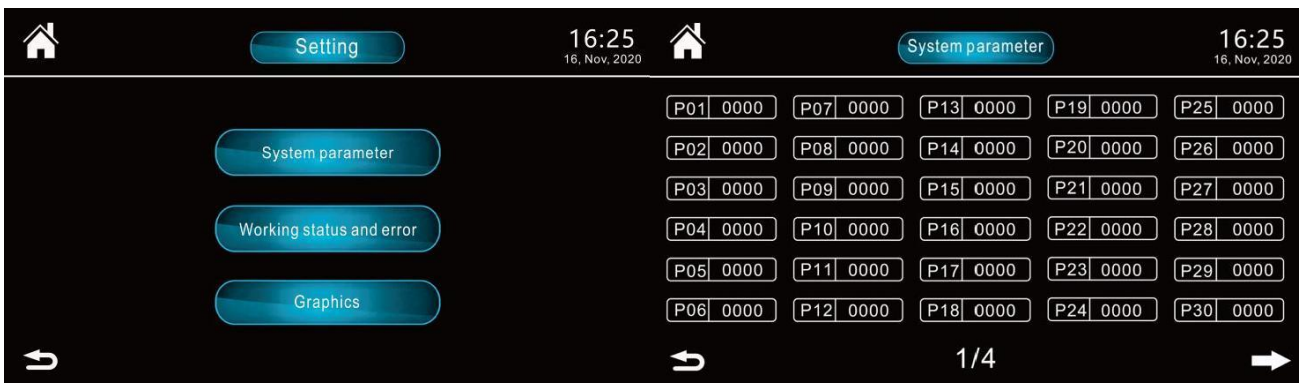 Setting
16:25
16, Nov, 2020
System parameter
Working status and error
Graphics
System parameter
16:25
16, Nov, 2020
P01 0000 P07 0000 P13 0000 P19 0000 P25 0000
P02 0000 P08 0000 P14 0000 P20 0000 P26 0000
P03 0000 P09 0000 P15 0000 P21 0000 P27 0000
P04 0000 P10 0000 P16 0000 P22 0000 P28 0000
P05 0000 P11 0000 P17 0000 P23 0000 P29 0000
P06 0000 P12 0000 P18 0000 P24 0000 P30 0000
1/4